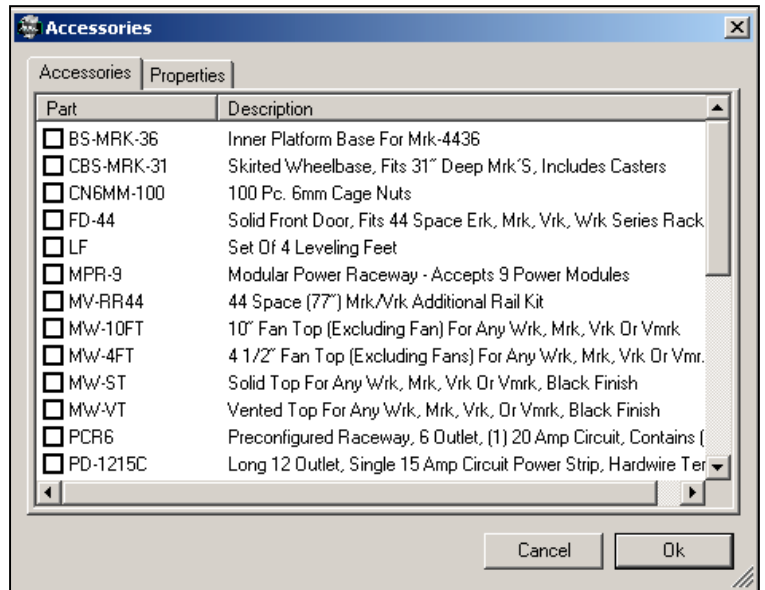 Accessories
Accessories Properties
Part Description
BS-MRK-36 Inner Platform Base For Mrk-4436
CBS-MRK-31 Skirted Wheelbase, Fits 31˝ Deep Mrk´S, Includes Casters
CN6MM-100 100 Pc. 6mm Cage Nuts
FD-44 Solid Front Door, Fits 44 Space Erk, Mrk, Vrk, Wrk Series Rack
LF Set Of 4 Leveling Feet
MPR-9 Modular Power Raceway - Accepts 9 Power Modules
MV-RR44 44 Space (77˝) Mrk/Vrk Additional Rail Kit
MW-10FT 10˝ Fan Top (Excluding Fan) For Any Wrk, Mrk, Vrk Or Vmrk
MW-4FT 4 1/2˝ Fan Top (Excluding Fans) For Any Wrk, Mrk, Vrk Or Vmr.
MW-ST Solid Top For Any Wrk, Mrk, Vrk Or Vmrk, Black Finish
MW-VT Vented Top For Any Wrk, Mrk, Vrk, Or Vmrk, Black Finish
PCR6 Preconfigured Raceway, 6 Outlet, (1) 20 Amp Circuit, Contains (
PD-1215C Long 12 Outlet, Single 15 Amp Circuit Power Strip, Hardwire Ter
Cancel Ok